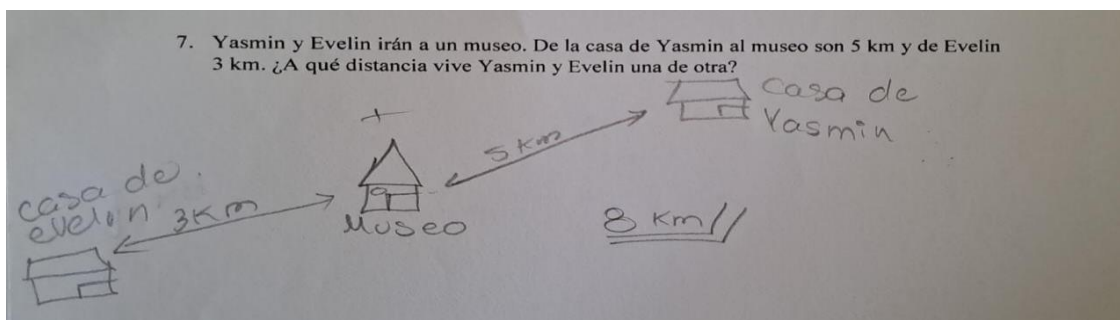 7. Yasmin y Evelin irán a un museo. De la casa de Yasmin al museo son 5 km y de Evelin
3 km. ¿A qué distancia vive Yasmin y Evelin una de otra?
casa de
Yasmin
5 km
+
casa de
evelin
3 Km
Museo
8 km//